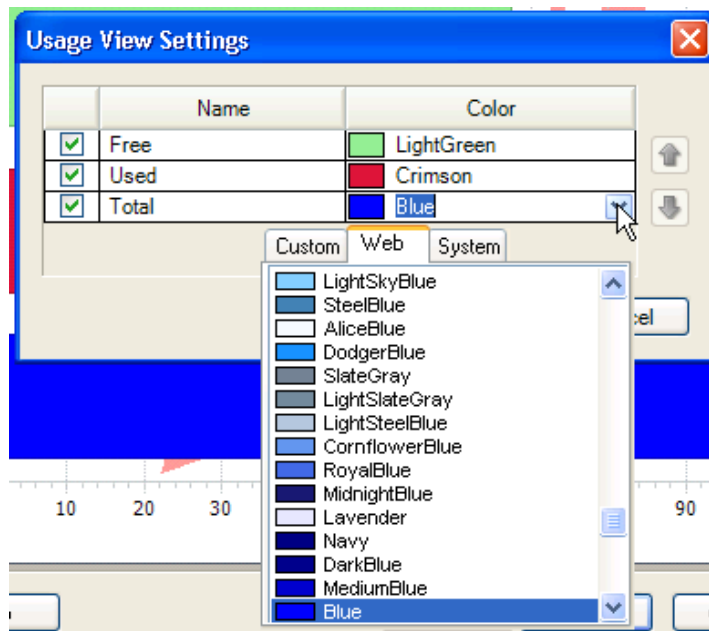 Usage View Settings
Name Color
Free LightGreen
Used Crimson
Total Blue
Custom Web System
LightSkyBlue
SteelBlue
AliceBlue
DodgerBlue
SlateGray
LightSlateGray
LightSteelBlue
CornflowerBlue
RoyalBlue
MidnightBlue
Lavender
Navy
DarkBlue
MediumBlue
Blue
cel
10 20 30 90